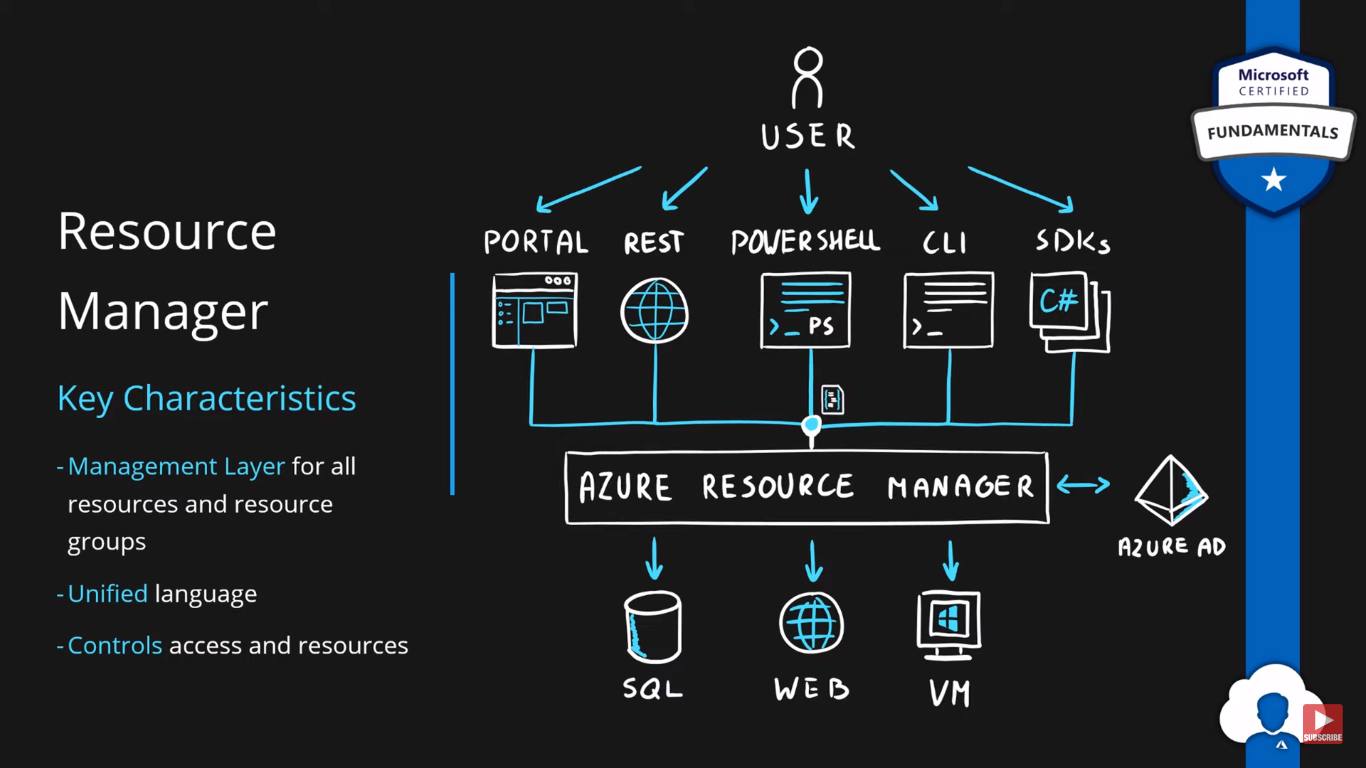 Microsoft
CERTIFIED
FUNDAMENTALS
Resource
Manager
Key Characteristics
- Management Layer for all
resources and resource
groups
- Unified language
- Controls access and resources
USER
PORTAL REST POWERSHELL CLI SDKs
>_ PS
>_
C#
AZURE RESOURCE MANAGER
AZURE AD
SQL WEB VM
SUBSCRIBE